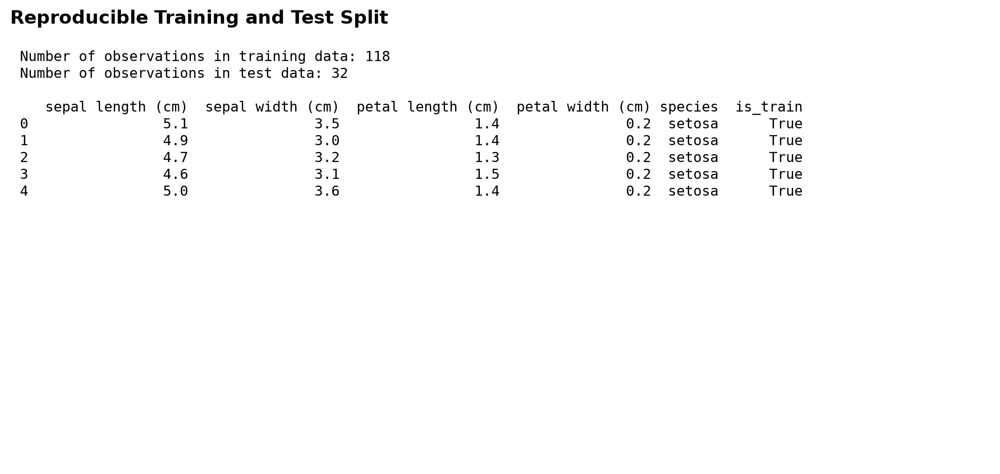 Reproducible Training and Test Split
Number of observations in training data: 118
Number of observations in test data: 32
sepal length (cm)  sepal width (cm)  petal length (cm)  petal width (cm) species  is_train
0                5.1               3.5                1.4               0.2  setosa      True
1                4.9               3.0                1.4               0.2  setosa      True
2                4.7               3.2                1.3               0.2  setosa      True
3                4.6               3.1                1.5               0.2  setosa      True
4                5.0               3.6                1.4               0.2  setosa      True